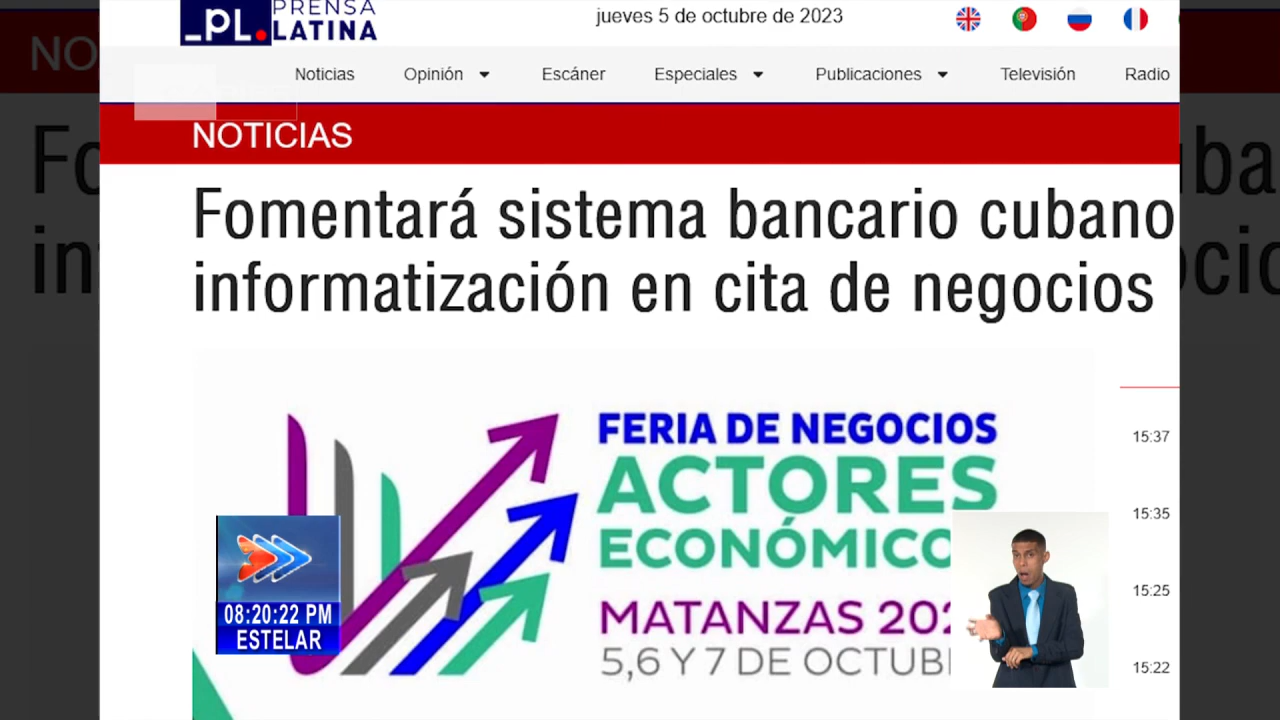 PRENSA
_PL. LATINA
jueves 5 de octubre de 2023
Noticias Opinión Escáner Especiales Publicaciones Televisión Radio
NOTICIAS
Fomentará sistema bancario cubano
informatización en cita de negocios
FERIA DE NEGOCIOS
ACTORES
ECONÓMICO
MATANZAS 202
5,6 Y 7 DE OCTUB
15:37
15:35
15:25
15:22
08:20:22 PM
ESTELAR